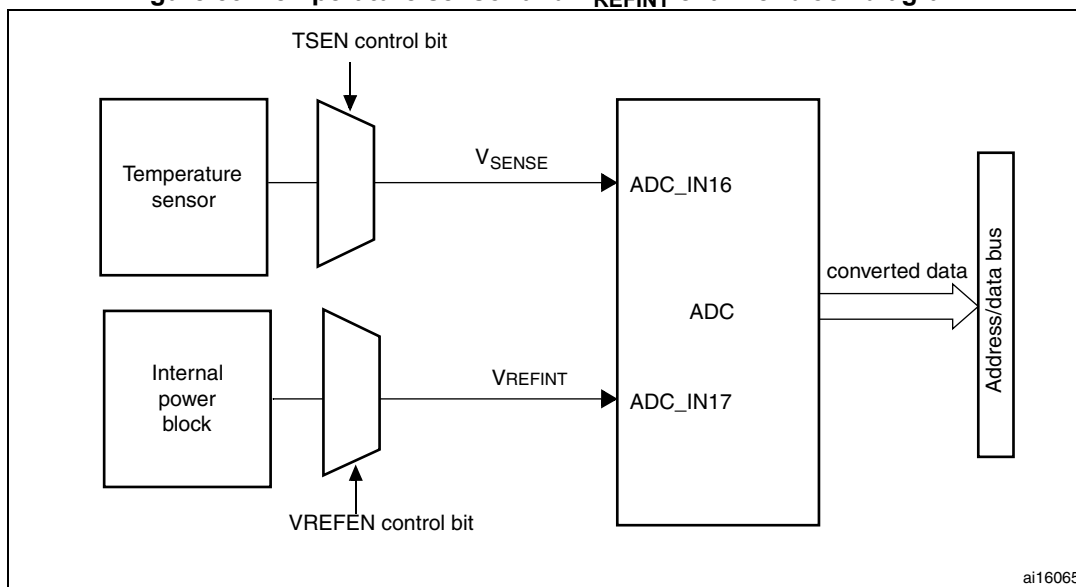 TSEN control bit
Temperature
sensor
VSENSE
ADC_IN16
converted data
Address/data bus
ADC
Internal
power
block
VREFINT
ADC_IN17
VREFEN control bit
ai16065